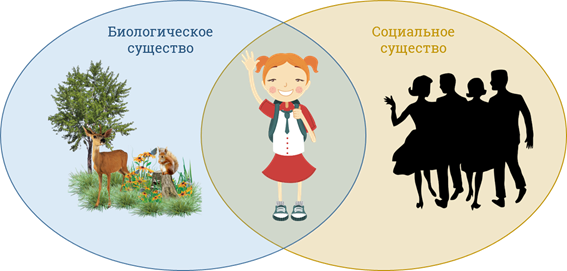 Биологическое
существо
Социальное
существо